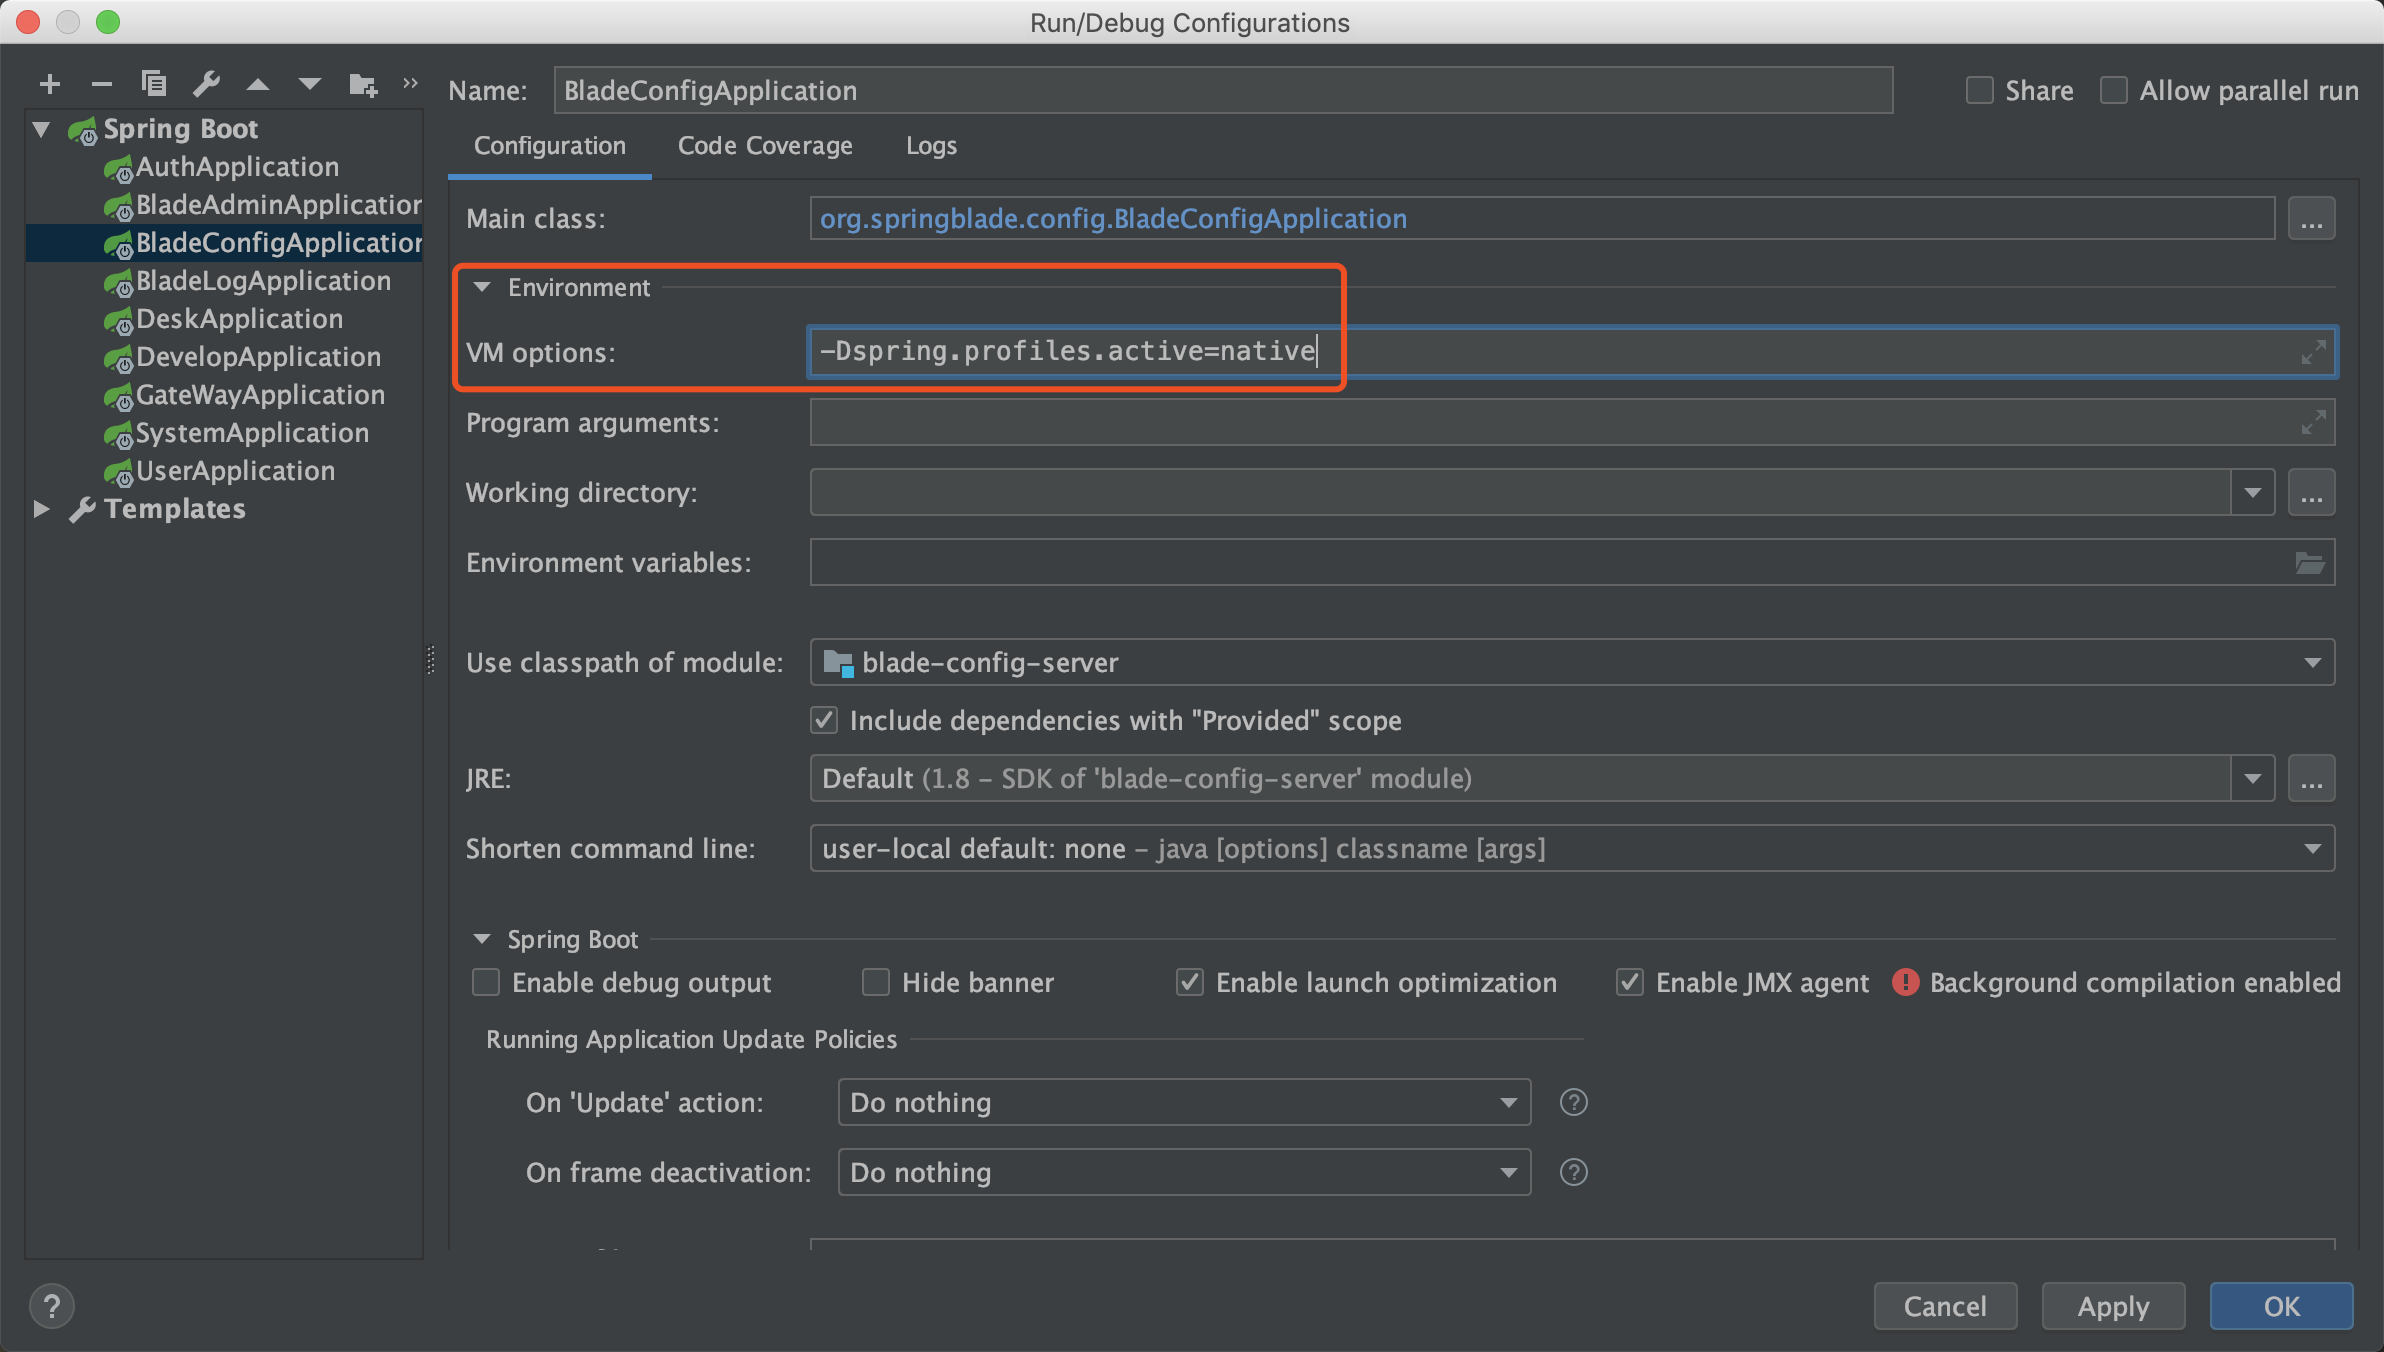 Run/Debug Configurations
Name: BladeConfigApplication Share Allow parallel run
Spring Boot
AuthApplication
BladeAdminApplication
BladeConfigApplication
BladeLogApplication
DeskApplication
DevelopApplication
GateWayApplication
SystemApplication
UserApplication
Templates
Configuration Code Coverage Logs
Main class: org.springblade.config.BladeConfigApplication ...
Environment
VM options: -Dspring.profiles.active=native
Program arguments:
Working directory: ...
Environment variables:
Use classpath of module: blade-config-server
Include dependencies with "Provided" scope
JRE: Default (1.8 - SDK of 'blade-config-server' module) ...
Shorten command line: user-local default: none - java [options] classname [args]
Spring Boot
Enable debug output Hide banner Enable launch optimization Enable JMX agent Background compilation enabled
Running Application Update Policies
On 'Update' action: Do nothing ?
On frame deactivation: Do nothing ?
? Cancel Apply OK